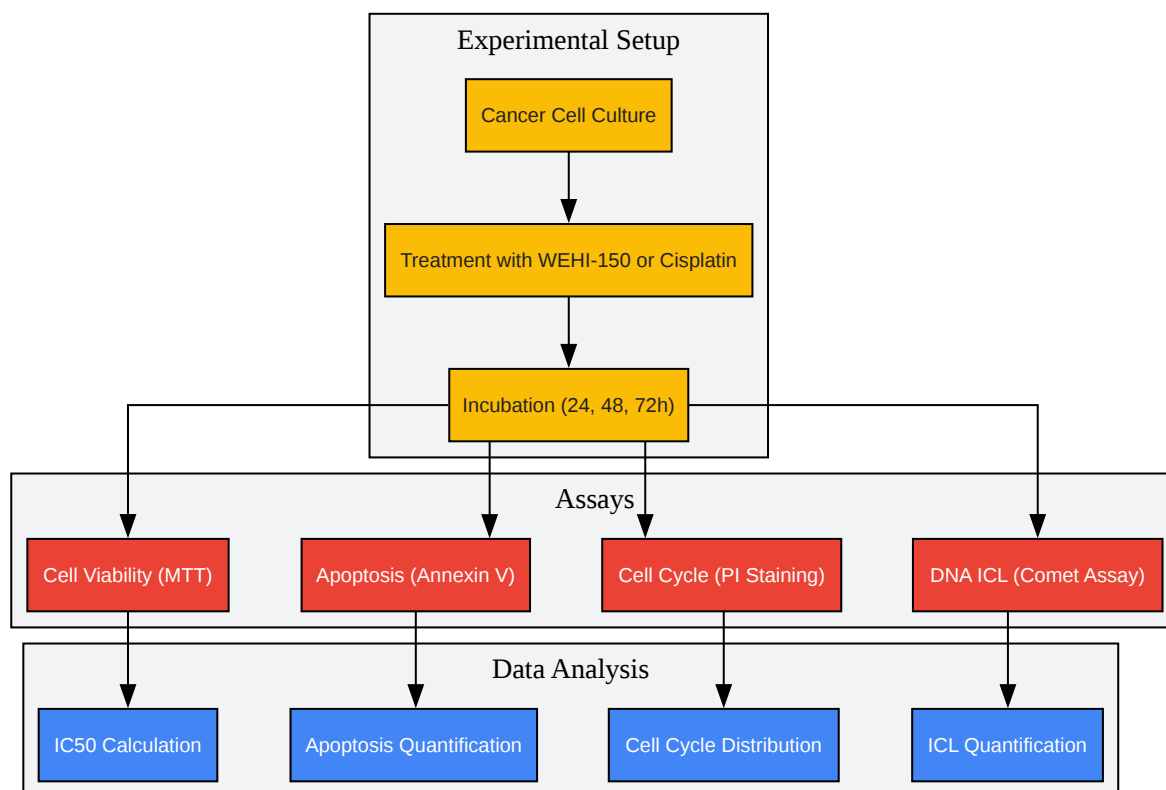 Experimental Setup
Cancer Cell Culture
Treatment with WEHI-150 or Cisplatin
Incubation (24, 48, 72h)
Assays
Cell Viability (MTT)
Apoptosis (Annexin V)
Cell Cycle (PI Staining)
DNA ICL (Comet Assay)
Data Analysis
IC50 Calculation
Apoptosis Quantification
Cell Cycle Distribution
ICL Quantification